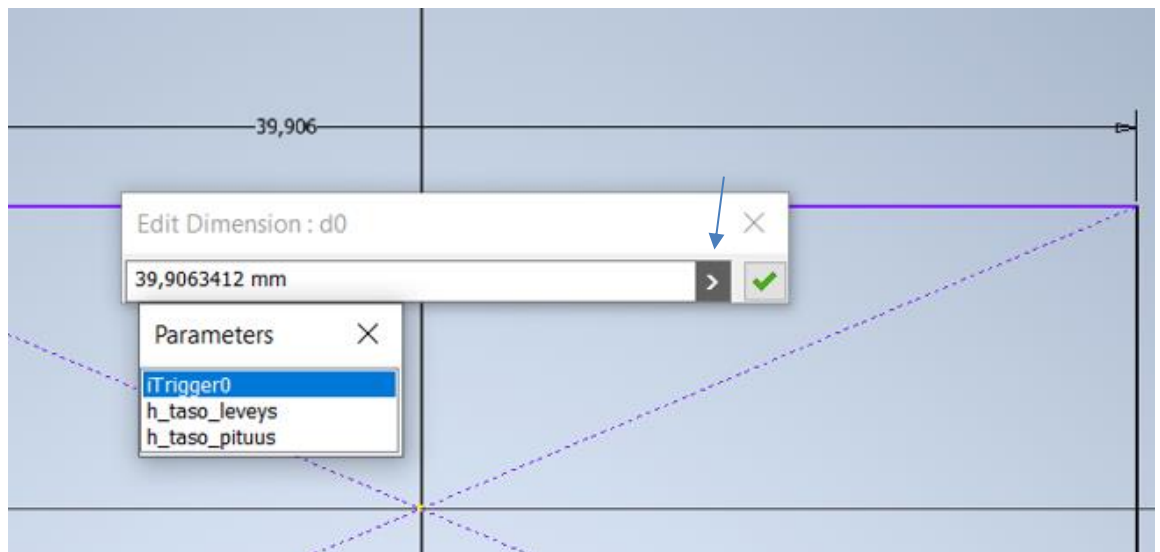 39,906
Edit Dimension : d0
39,9063412 mm
Parameters
iTrigger0
h_taso_leveys
h_taso_pituus